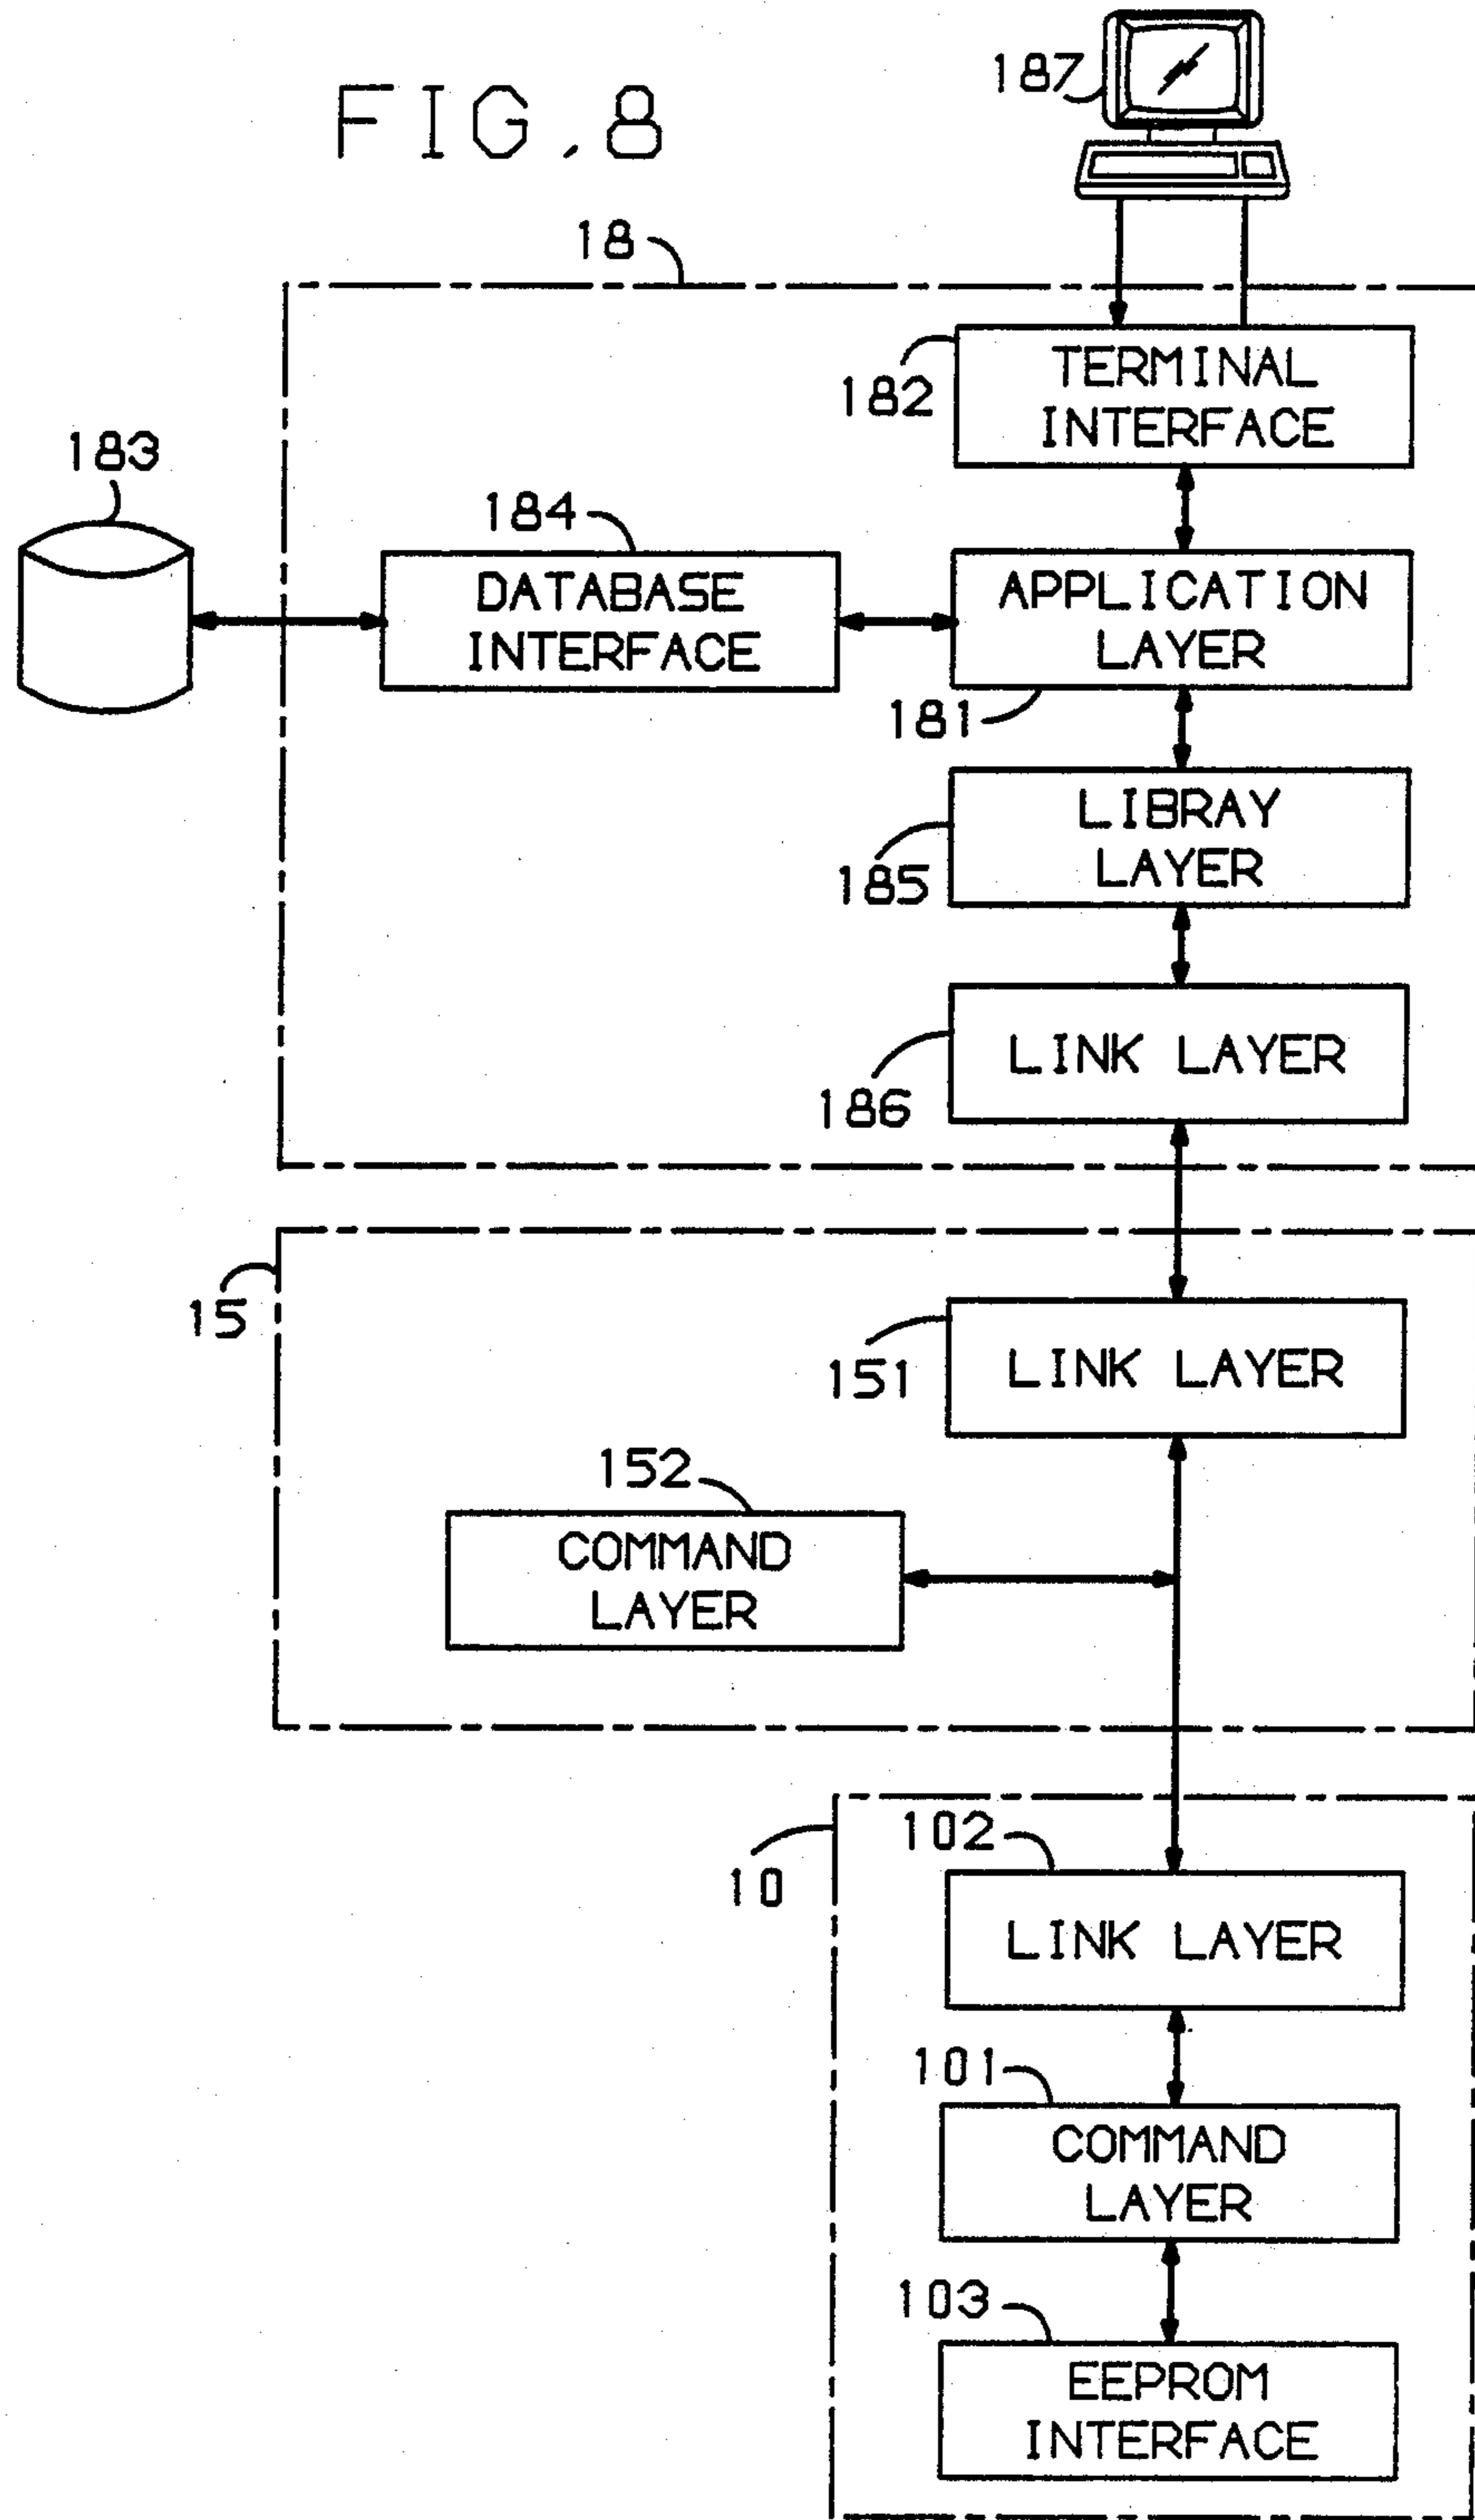 FIG.8
187
18
182
TERMINAL
INTERFACE
183
184
DATABASE
INTERFACE
APPLICATION
LAYER
181
LIBRAY
LAYER
185
LINK LAYER
186
15
LINK LAYER
151
152
COMMAND
LAYER
10
102
LINK LAYER
101
COMMAND
LAYER
103
EEPROM
INTERFACE